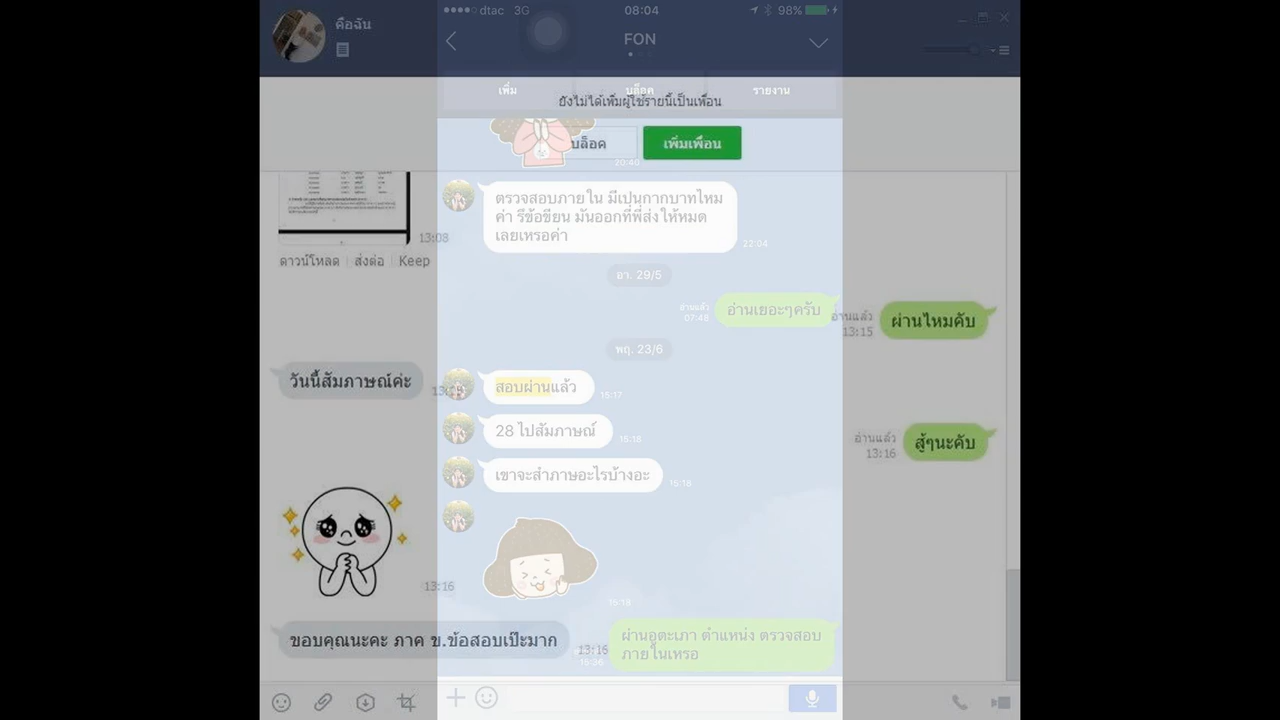 คือฉัน
dtac 3G 08:04 98%
FON
เพิ่ม บล็อค รายงาน
ยังไม่ได้เพิ่มผู้ใช้รายนี้เป็นเพื่อน
บล็อค เพิ่มเพื่อน
20:40
ตรวจสอบภายใน มีเปนกากบาทไหม
ค่า รึข้อขียน มันออกที่พี่ส่งให้หมด
เลยเหรอค่า
22:04
13:08
ดาวน์โหลด ส่งต่อ Keep
อา. 29/5
อ่านแล้ว
07:46
อ่านเยอะๆครับ
อ่านแล้ว
13:15
ผ่านไหมคับ
พฤ. 23/6
วันนี้สัมภาษณ์ค่ะ
สอบผ่านแล้ว
15:17
28 ไปสัมภาษณ์
15:18
อ่านแล้ว
13:16
สู้ๆนะคับ
เขาจะสำภาษอะไรบ้างอะ
15:18
13:16
15:18
ขอบคุณนะคะ ภาค ข.ข้อสอบเป๊ะมาก
13:16
ผ่านอูตะเภา ตำแหน่ง ตรวจสอบ
ภายในเหรอ